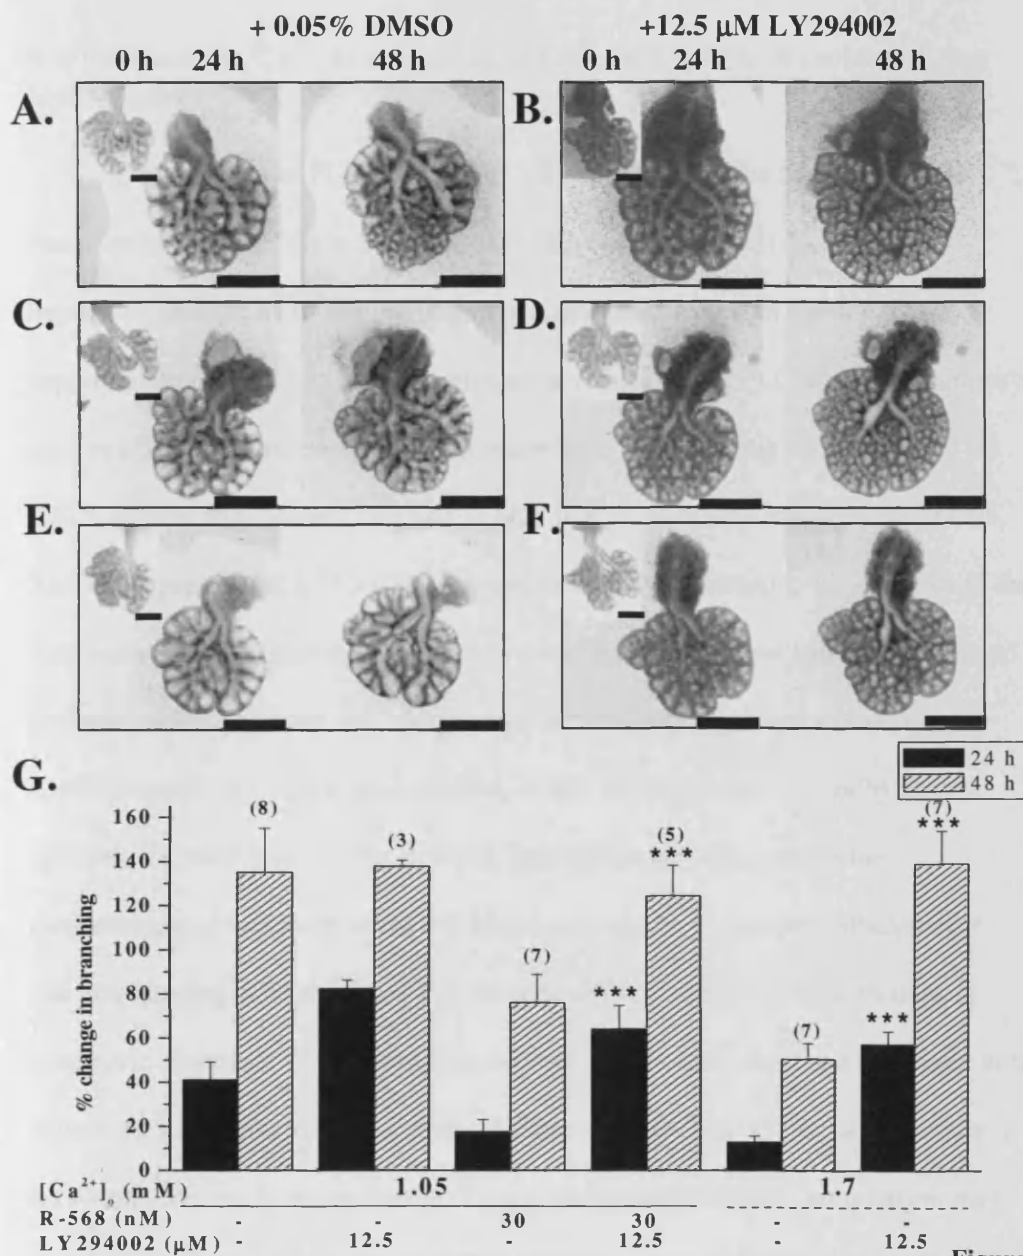 + 0.05% DMSO +12.5 µM LY294002
0 h 24 h 48 h 0 h 24 h 48 h
A. B.
C. D.
E. F.
G.
24 h
48 h
% change in branching
160
140
120
100
80
60
40
20
0
(8) (3) (7) (5) (7) (7)
*** *** *** ***
[Ca²⁺]ₒ (mM) 1.05 1.7
R-568 (nM) - - 30 30 - -
LY294002 (µM) - 12.5 - 12.5 - 12.5
Figure